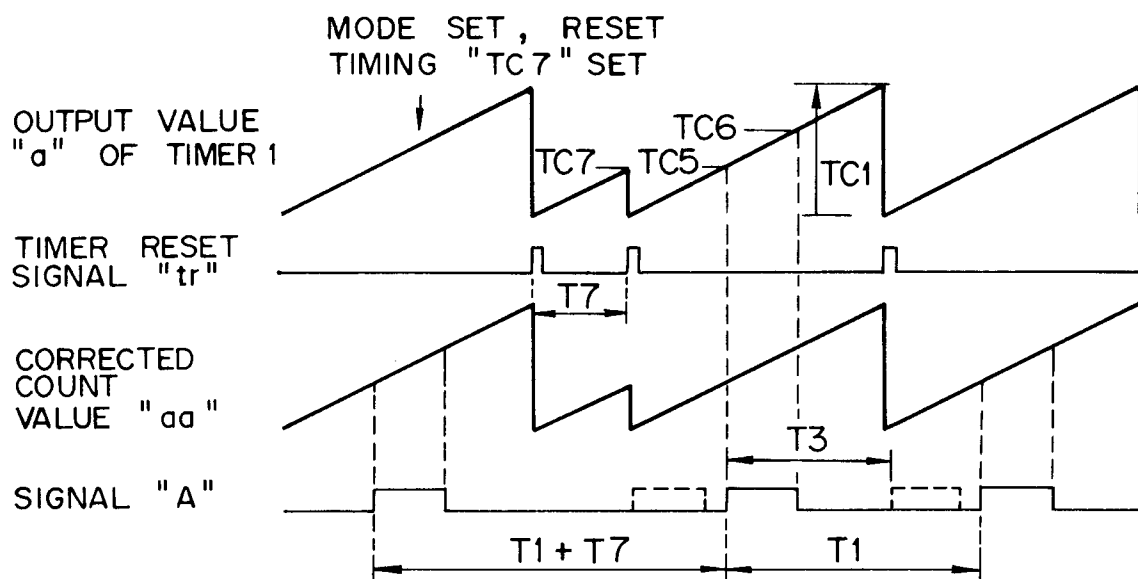 MODE SET, RESET
TIMING "TC7" SET
OUTPUT VALUE
"a" OF TIMER 1
TC6
TC7
TC5
TC1
TIMER RESET
SIGNAL "tr"
T7
CORRECTED
COUNT
VALUE "aa"
T3
SIGNAL "A"
T1 + T7
T1